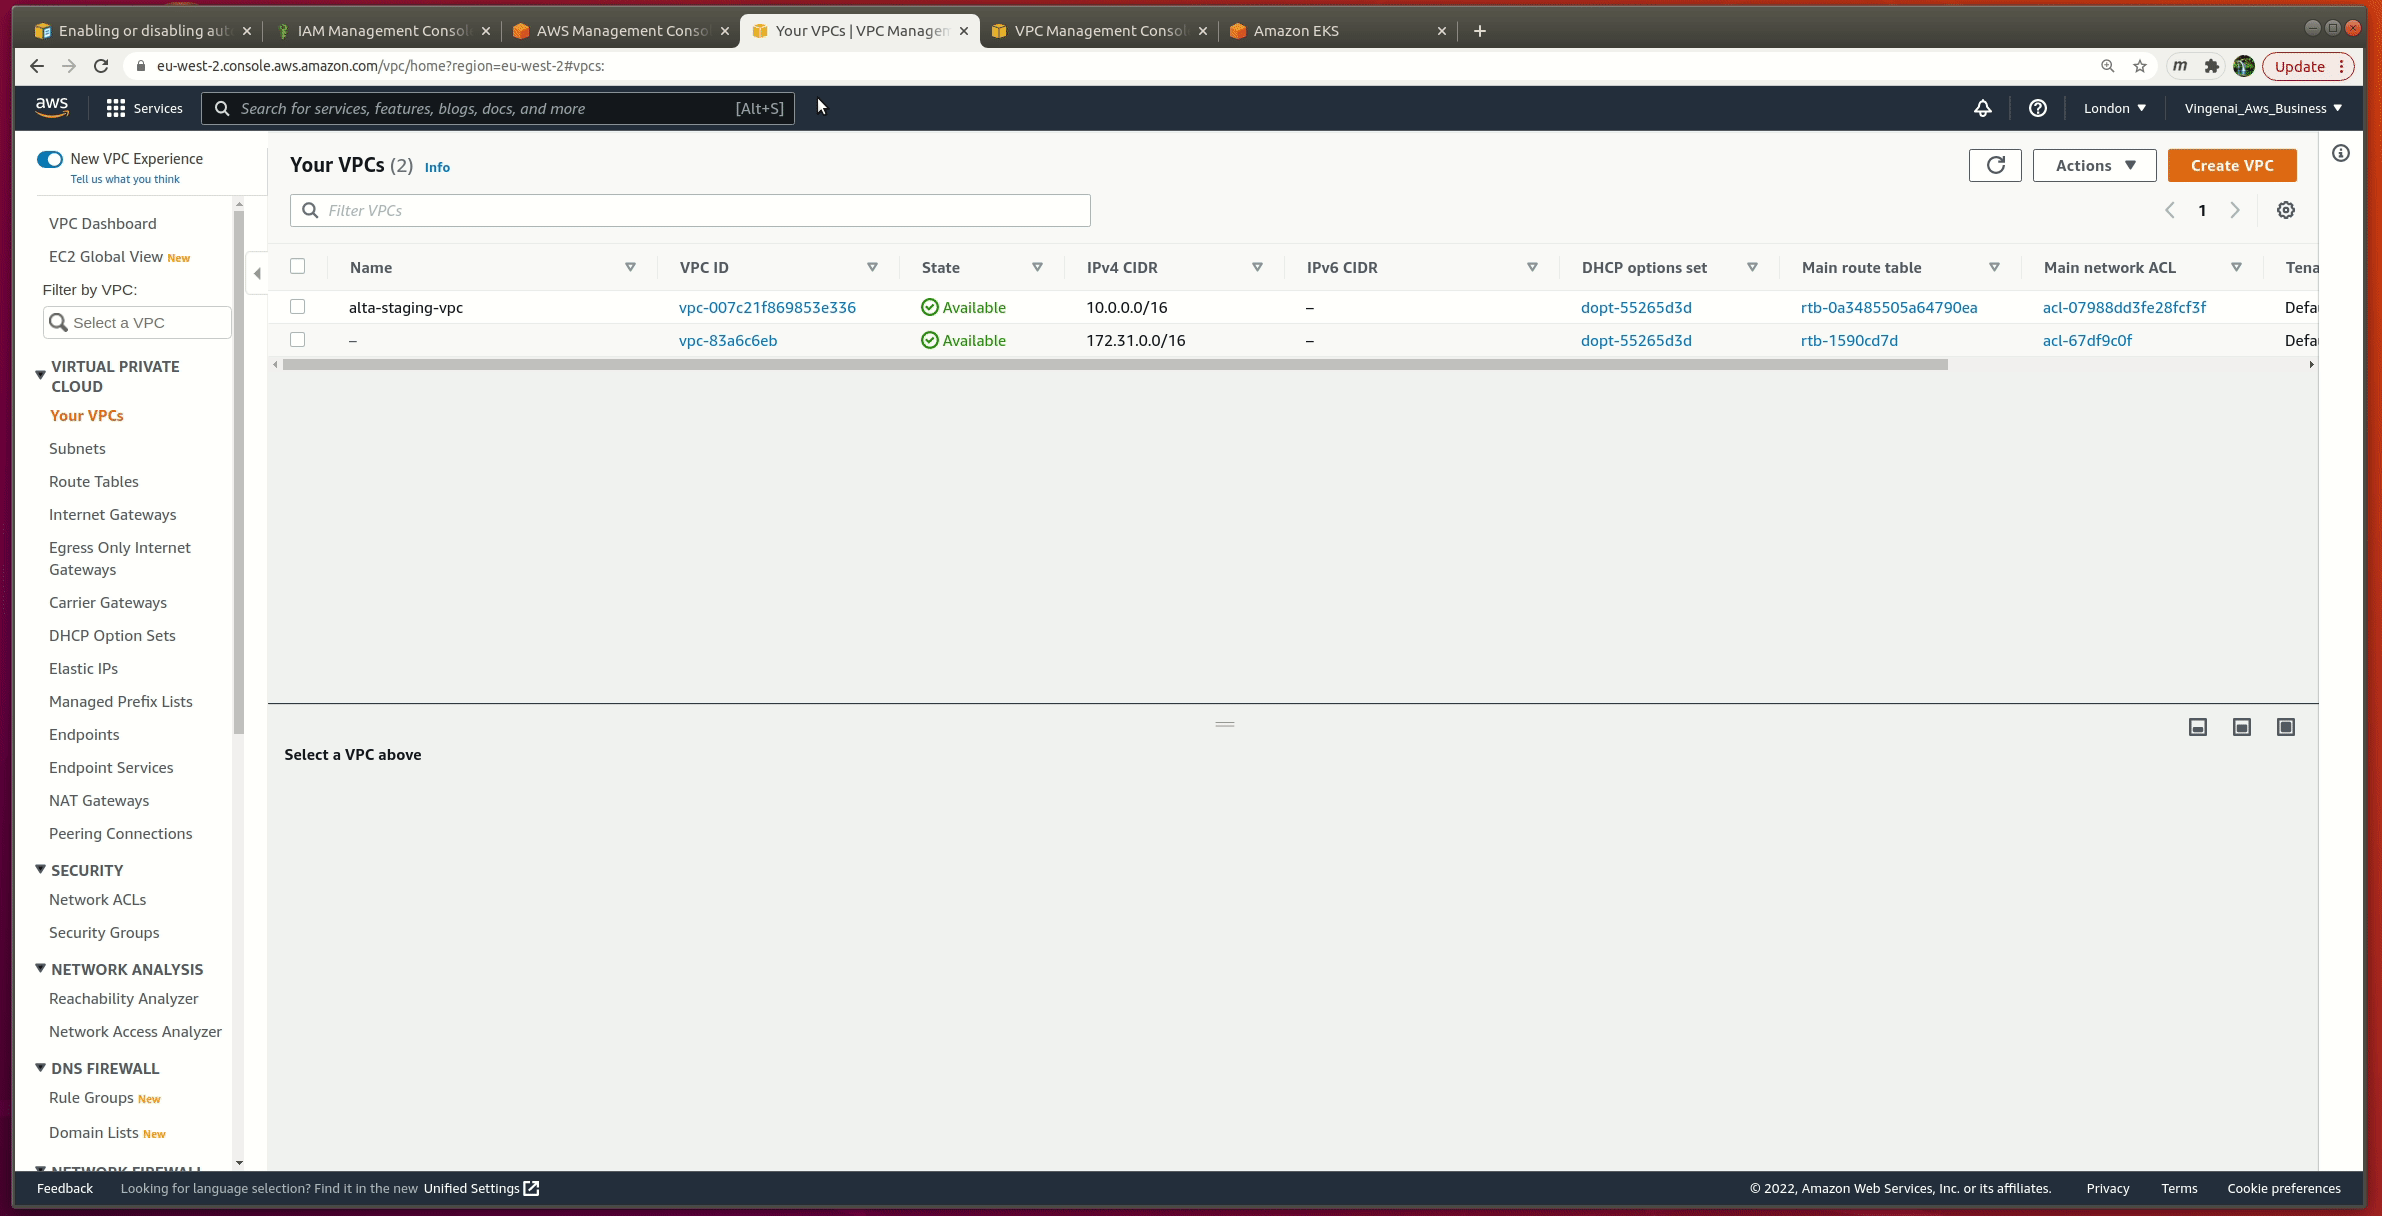 Enabling or disabling aut
IAM Management Consol
AWS Management Conso
Your VPCs | VPC Managem
VPC Management Consol
Amazon EKS
eu-west-2.console.aws.amazon.com/vpc/home?region=eu-west-2#vpcs:
m
Update
aws
Services
Search for services, features, blogs, docs, and more
[Alt+S]
London
Vingenai_Aws_Business
New VPC Experience
Tell us what you think
VPC Dashboard
EC2 Global View New
Filter by VPC:
Select a VPC
VIRTUAL PRIVATE
CLOUD
Your VPCs
Subnets
Route Tables
Internet Gateways
Egress Only Internet
Gateways
Carrier Gateways
DHCP Option Sets
Elastic IPs
Managed Prefix Lists
Endpoints
Endpoint Services
NAT Gateways
Peering Connections
SECURITY
Network ACLs
Security Groups
NETWORK ANALYSIS
Reachability Analyzer
Network Access Analyzer
DNS FIREWALL
Rule Groups New
Domain Lists New
NETWORK FIREWALL
Your VPCs (2) Info
Actions
Create VPC
Filter VPCs
1
Name VPC ID State IPv4 CIDR IPv6 CIDR DHCP options set Main route table Main network ACL Tena
alta-staging-vpc vpc-007c21f869853e336 Available 10.0.0.0/16 – dopt-55265d3d rtb-0a3485505a64790ea acl-07988dd3fe28fcf3f Defa
– vpc-83a6c6eb Available 172.31.0.0/16 – dopt-55265d3d rtb-1590cd7d acl-67df9c0f Defa
Select a VPC above
Feedback Looking for language selection? Find it in the new Unified Settings
© 2022, Amazon Web Services, Inc. or its affiliates. Privacy Terms Cookie preferences